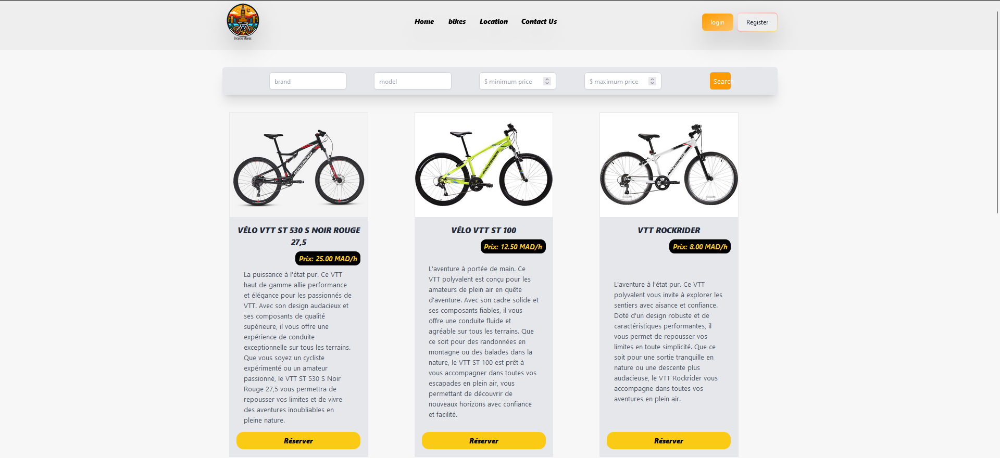 Bicycle Maroc
Home bikes Location Contact Us
login Register
brand model $ minimum price $ maximum price Search
ROCKRIDER
ROCKRIDER
ROCKRIDER
VÉLO VTT ST 530 S NOIR ROUGE
27,5
Prix: 25.00 MAD/h
La puissance à l'état pur. Ce VTT
haut de gamme allie performance
et élégance pour les passionnés de
VTT. Avec son design audacieux et
ses composants de qualité
supérieure, il vous offre une
expérience de conduite
exceptionnelle sur tous les terrains.
Que vous soyez un cycliste
expérimenté ou un amateur
passionné, le VTT ST 530 S Noir
Rouge 27,5 vous permettra de
repousser vos limites et de vivre
des aventures inoubliables en
pleine nature.
Réserver
VÉLO VTT ST 100
Prix: 12.50 MAD/h
L'aventure à portée de main. Ce
VTT polyvalent est conçu pour les
amateurs de plein air en quête
d'aventure. Avec son cadre solide et
ses composants fiables, il vous
offre une conduite fluide et
agréable sur tous les terrains. Que
ce soit pour des randonnées en
montagne ou des balades dans la
nature, le VTT ST 100 est prêt à
vous accompagner dans toutes vos
escapades en plein air, vous
permettant de découvrir de
nouveaux horizons avec confiance
et facilité.
Réserver
VTT ROCKRIDER
Prix: 8.00 MAD/h
L'aventure à l'état pur. Ce VTT
polyvalent vous invite à explorer les
sentiers avec aisance et confiance.
Doté d'un design robuste et de
caractéristiques performantes, il
vous permet de repousser vos
limites en toute simplicité. Que ce
soit pour une sortie tranquille en
nature ou une descente plus
audacieuse, le VTT Rockrider vous
accompagne dans toutes vos
aventures en plein air.
Réserver